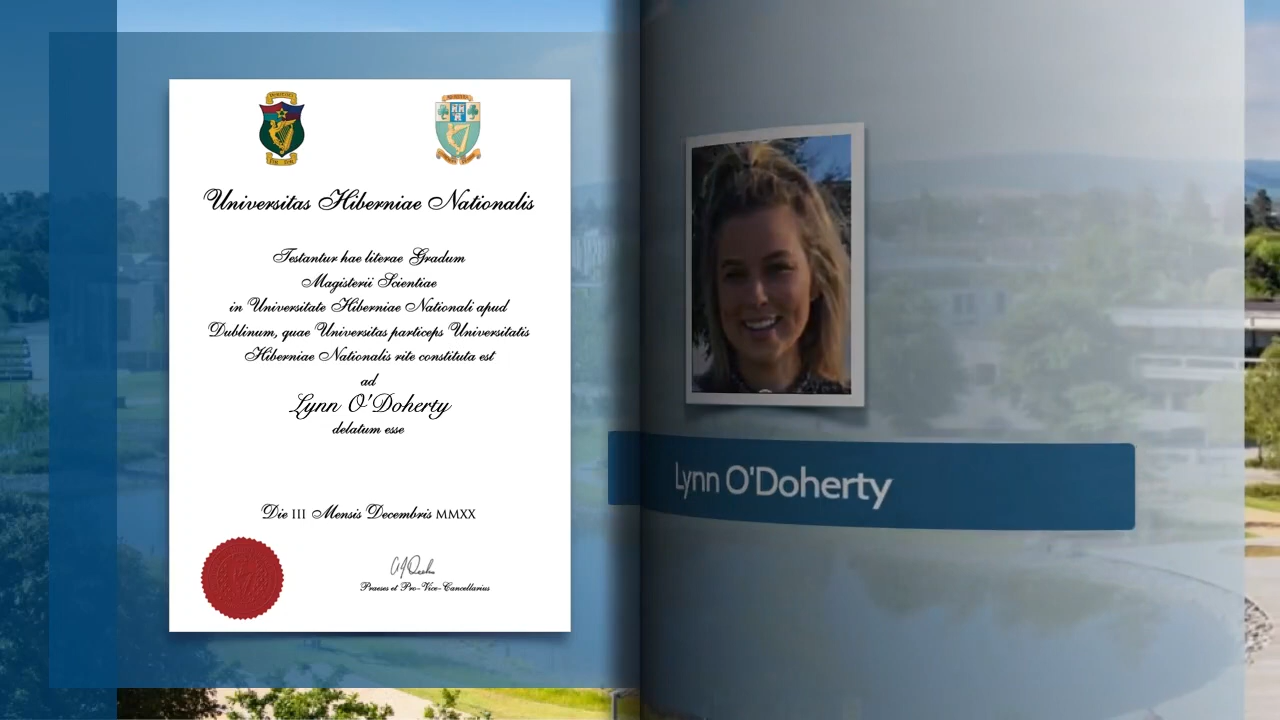 Universitas Hiberniae Nationalis
Testantur hae literae Gradum
Magisterii Scientiae
in Universitate Hiberniae Nationali apud
Dublinum, quae Universitas particeps Universitatis
Hiberniae Nationalis rite constituta est
ad
Lynn O'Doherty
delatum esse
Die III Mensis Decembris MMXX
Praeses et Pro-Vice-Cancellarius
Lynn O'Doherty